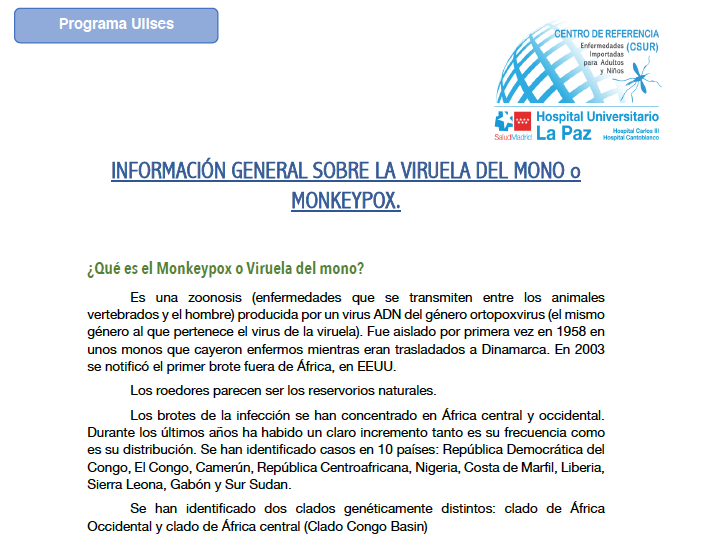 Programa Ulises
CENTRO DE REFERENCIA
(CSUR)
Enfermedades
Importadas
para Adultos
y Niños
SaludMadrid
Hospital Universitario
La Paz
Hospital Carlos III
Hospital Cantoblanco
INFORMACIÓN GENERAL SOBRE LA VIRUELA DEL MONO o
MONKEYPOX.
¿Qué es el Monkeypox o Viruela del mono?
Es una zoonosis (enfermedades que se transmiten entre los animales
vertebrados y el hombre) producida por un virus ADN del género ortopoxvirus (el mismo
género al que pertenece el virus de la viruela). Fue aislado por primera vez en 1958 en
unos monos que cayeron enfermos mientras eran trasladados a Dinamarca. En 2003
se notificó el primer brote fuera de África, en EEUU.
Los roedores parecen ser los reservorios naturales.
Los brotes de la infección se han concentrado en África central y occidental.
Durante los últimos años ha habido un claro incremento tanto es su frecuencia como
es su distribución. Se han identificado casos en 10 países: República Democrática del
Congo, El Congo, Camerún, República Centroafricana, Nigeria, Costa de Marfil, Liberia,
Sierra Leona, Gabón y Sur Sudan.
Se han identificado dos clados genéticamente distintos: clado de África
Occidental y clado de África central (Clado Congo Basin)